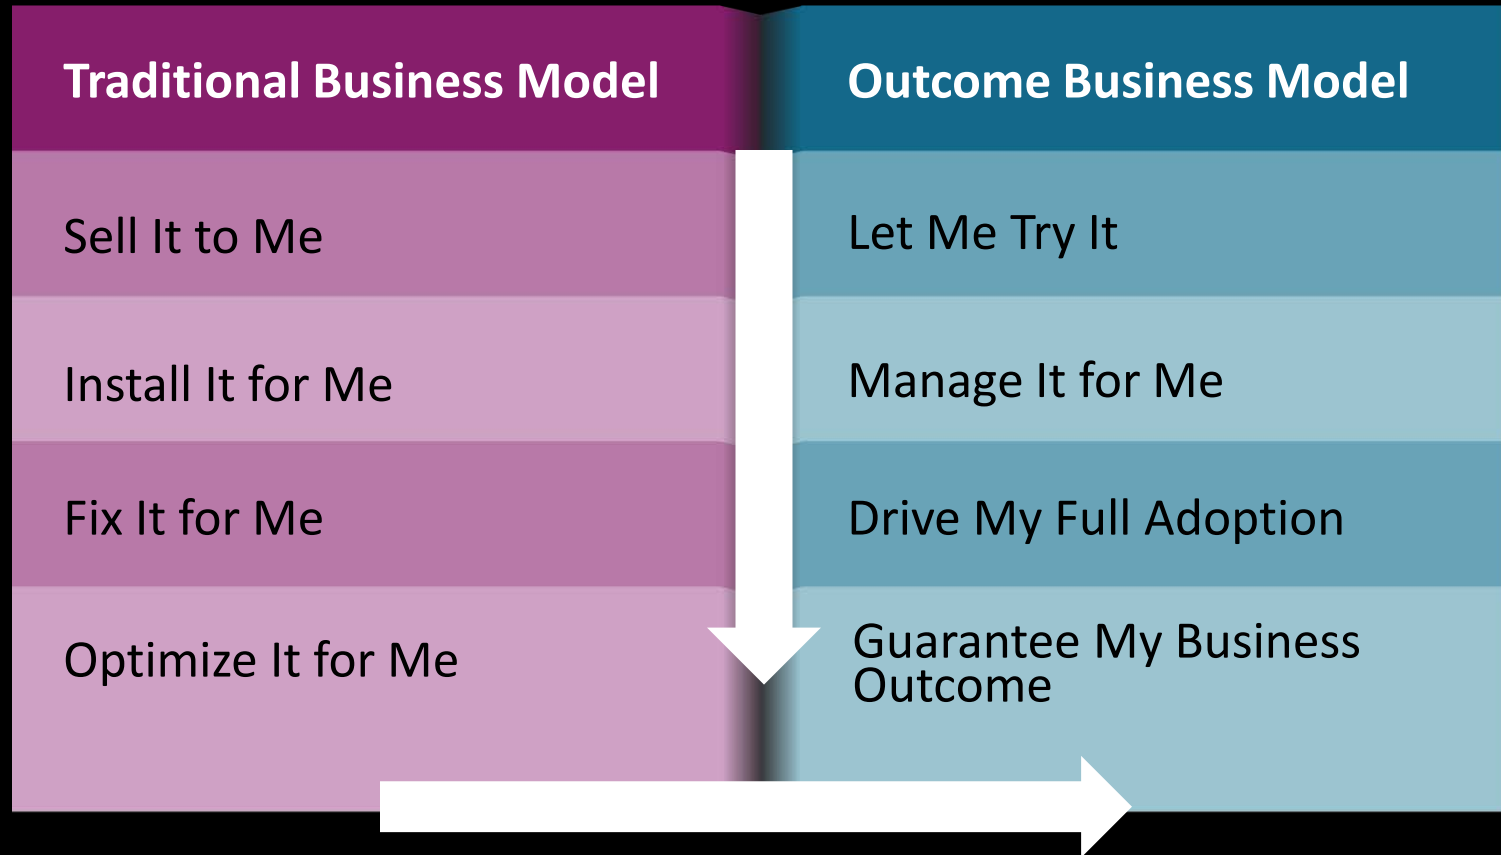 Traditional Business Model
Outcome Business Model
Sell It to Me
Let Me Try It
Install It for Me
Manage It for Me
Fix It for Me
Drive My Full Adoption
Optimize It for Me
Guarantee My Business
Outcome